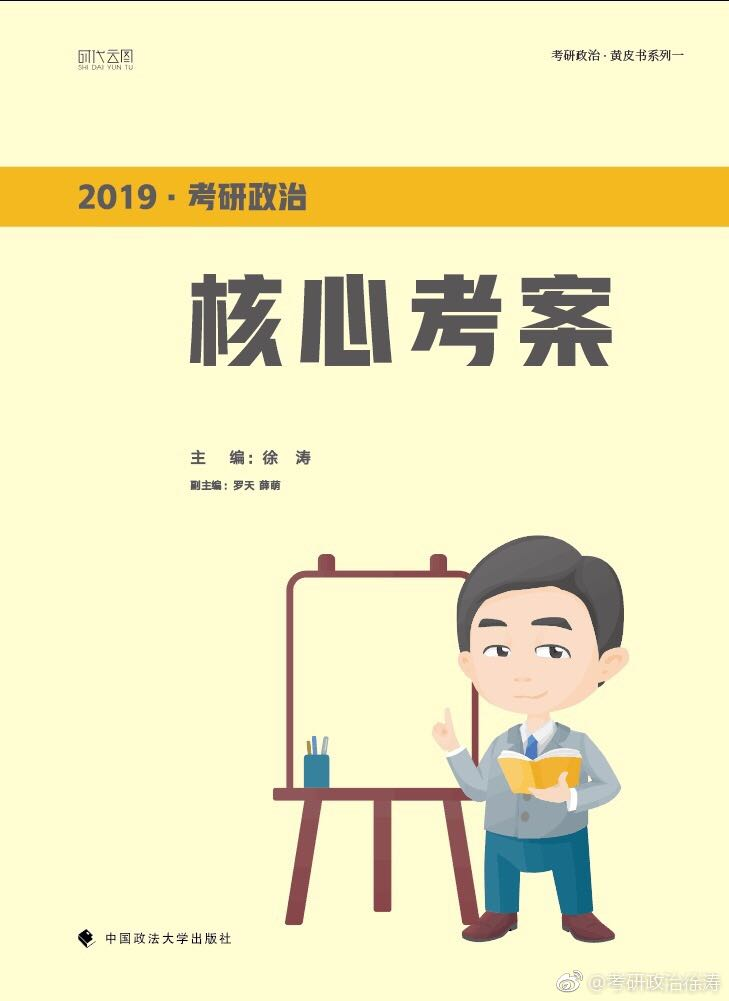 时代云图
SHI DAI YUN TU
考研政治·黄皮书系列一
2019·考研政治
核心考案
主 编：徐 涛
副主编：罗天 薛萌
中国政法大学出版社
@考研政治徐涛